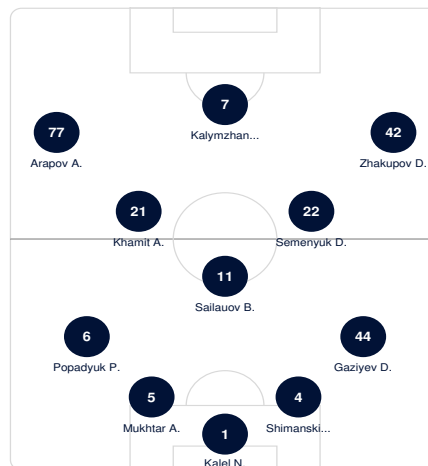 7
Kalymzhan...
77
Arapov A.
42
Zhakupov D.
21
Khamit A.
22
Semenyuk D.
11
Sailauov B.
6
Popadyuk P.
44
Gaziyev D.
5
Mukhtar A.
4
Shimanski...
1
Kalel N.